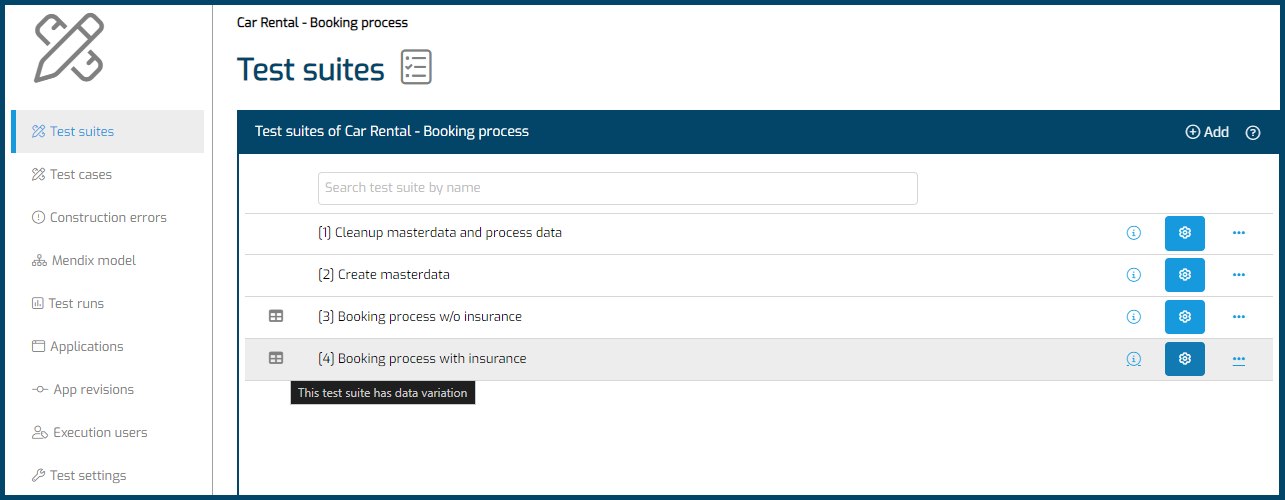 Car Rental - Booking process
Test suites
Test suites
Test cases
Construction errors
Mendix model
Test runs
Applications
App revisions
Execution users
Test settings
Test suites of Car Rental - Booking process
Add
Search test suite by name
[1] Cleanup masterdata and process data
[2] Create masterdata
[3] Booking process w/o insurance
[4] Booking process with insurance
This test suite has data variation